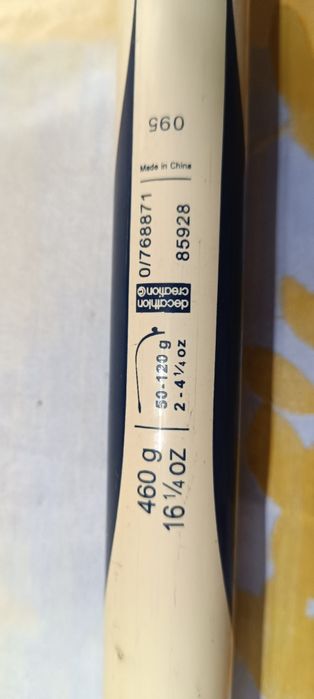 460 g
16 1/4 OZ
50-120 g
2 - 4 1/4 oz
decathlon
creation ©
0/768871
85928
Made in China
095